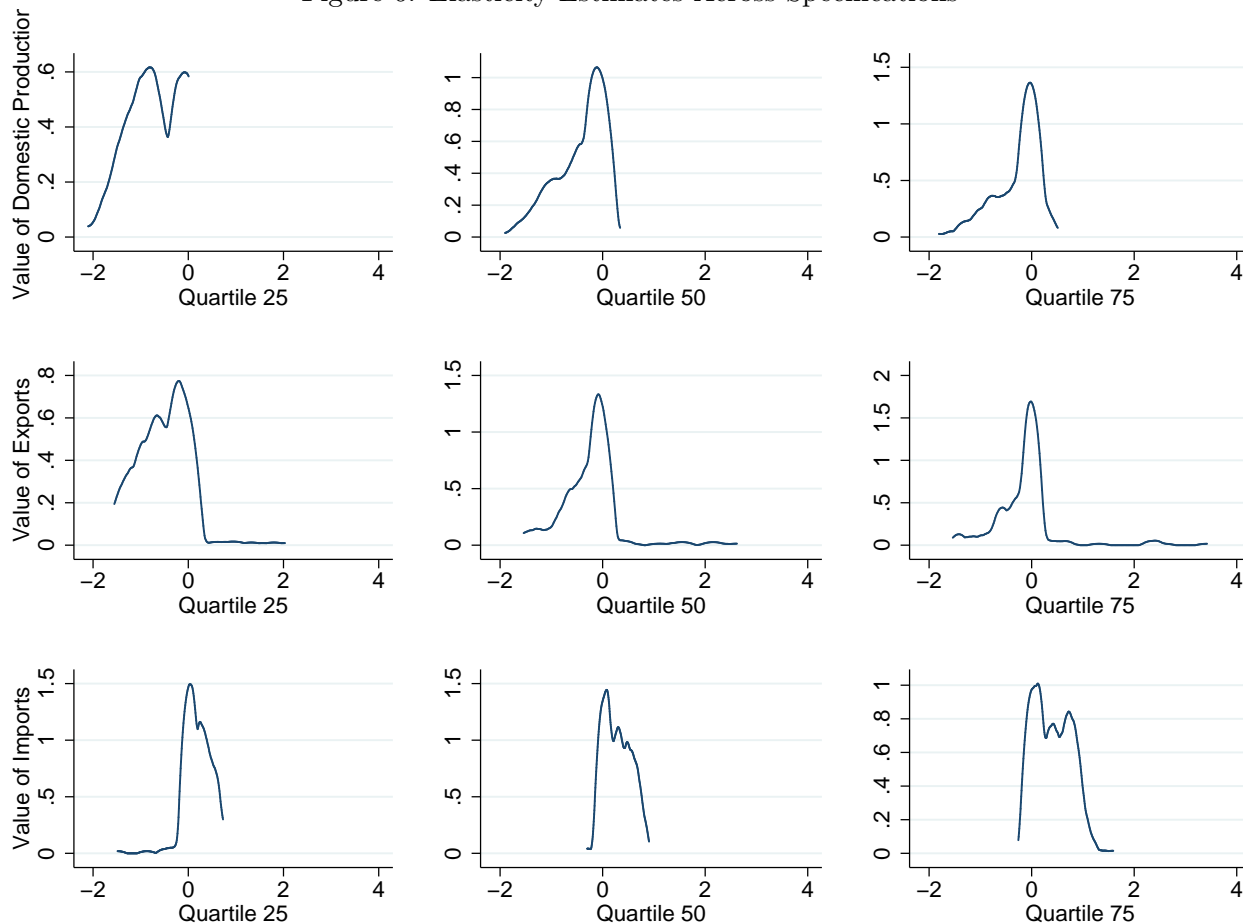 Elasticity Estimates Across Specifications
Value of Domestic Production
0 .2 .4 .6
−2 0 2 4
Quartile 25
0 .2 .4 .6 .8 1
−2 0 2 4
Quartile 50
0 .5 1 1.5
−2 0 2 4
Quartile 75
Value of Exports
0 .2 .4 .6 .8
−2 0 2 4
Quartile 25
0 .5 1 1.5
−2 0 2 4
Quartile 50
0 .5 1 1.5 2
−2 0 2 4
Quartile 75
Value of Imports
0 .5 1 1.5
−2 0 2 4
Quartile 25
0 .5 1 1.5
−2 0 2 4
Quartile 50
0 .2 .4 .6 .8 1
−2 0 2 4
Quartile 75